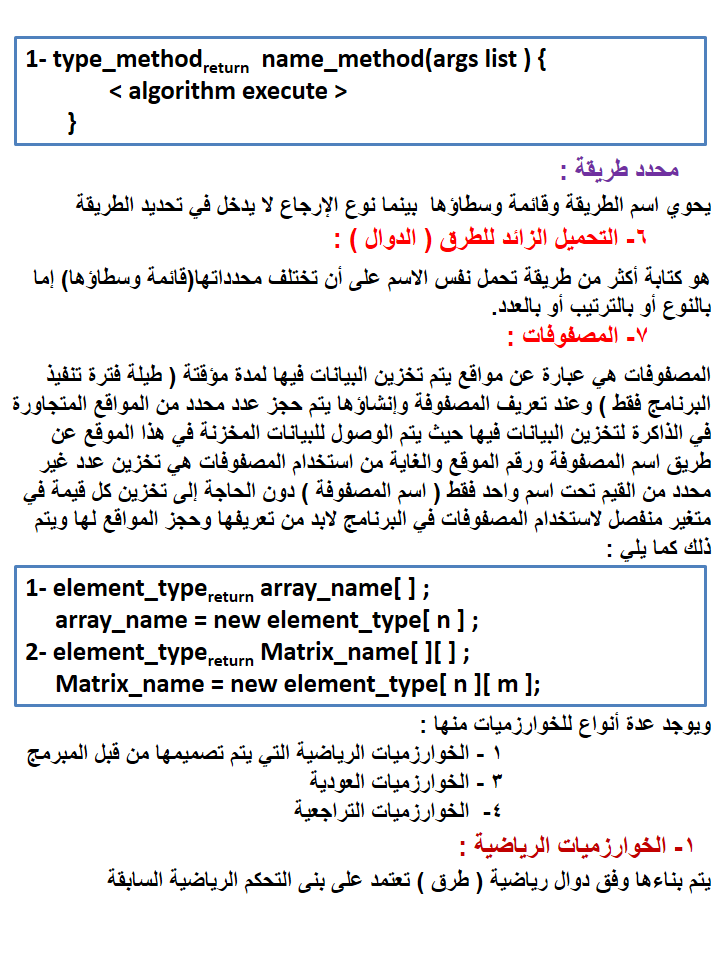 1- type_methodreturn name_method(args list ) {
< algorithm execute >
}
محدد طريقة :
يحوي اسم الطريقة وقائمة وسطاؤها بينما نوع الإرجاع لا يدخل في تحديد الطريقة
٦- التحميل الزائد للطرق ( الدوال ) :
هو كتابة أكثر من طريقة تحمل نفس الاسم على أن تختلف محدداتها(قائمة وسطاؤها) إما
بالنوع أو بالترتيب أو بالعدد.
٧- المصفوفات :
المصفوفات هي عبارة عن مواقع يتم تخزين البيانات فيها لمدة مؤقتة ( طيلة فترة تنفيذ
البرنامج فقط ) وعند تعريف المصفوفة وإنشاؤها يتم حجز عدد محدد من المواقع المتجاورة
في الذاكرة لتخزين البيانات فيها حيث يتم الوصول للبيانات المخزنة في هذا الموقع عن
طريق اسم المصفوفة ورقم الموقع والغاية من استخدام المصفوفات هي تخزين عدد غير
محدد من القيم تحت اسم واحد فقط ( اسم المصفوفة ) دون الحاجة إلى تخزين كل قيمة في
متغير منفصل لاستخدام المصفوفات في البرنامج لابد من تعريفها وحجز المواقع لها ويتم
ذلك كما يلي :
1- element_typereturn array_name[ ] ;
array_name = new element_type[ n ] ;
2- element_typereturn Matrix_name[ ][ ] ;
Matrix_name = new element_type[ n ][ m ];
ويوجد عدة أنواع للخوارزميات منها :
١ - الخوارزميات الرياضية التي يتم تصميمها من قبل المبرمج
٣ - الخوارزميات العودية
٤- الخوارزميات التراجعية
١- الخوارزميات الرياضية :
يتم بناءها وفق دوال رياضية ( طرق ) تعتمد على بنى التحكم الرياضية السابقة